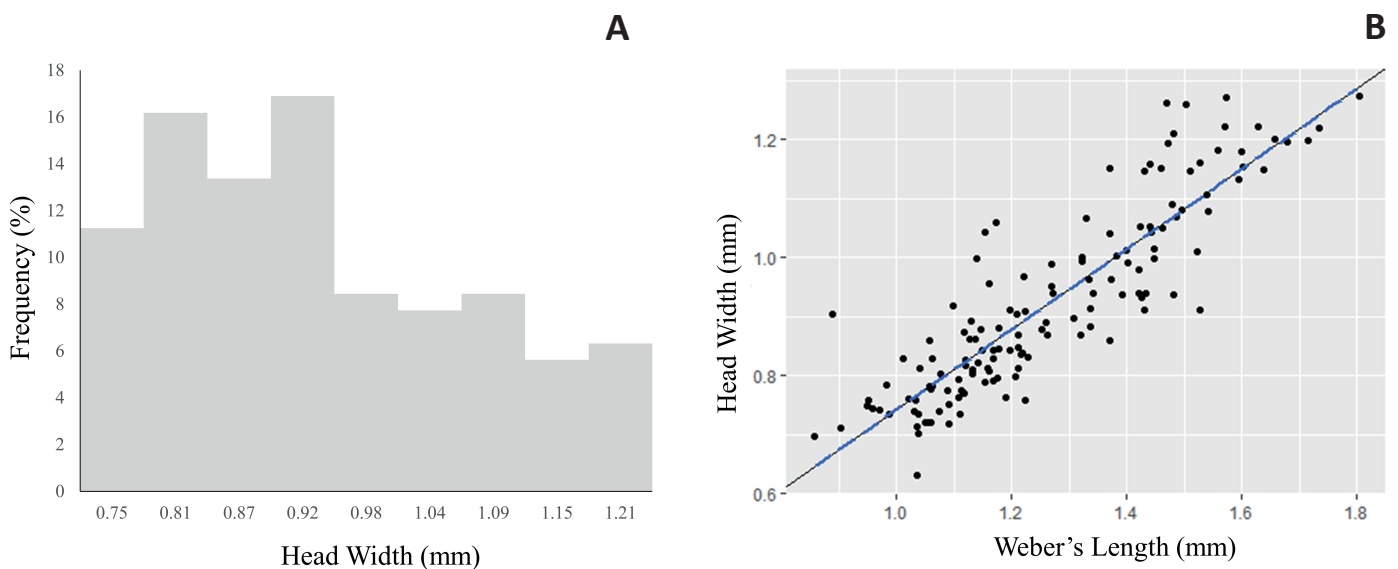 A
18
16
14
12
10
8
6
4
2
0
Frequency (%)
0.75 0.81 0.87 0.92 0.98 1.04 1.09 1.15 1.21
Head Width (mm)
B
1.2
1.0
0.8
0.6
Head Width (mm)
1.0 1.2 1.4 1.6 1.8
Weber’s Length (mm)